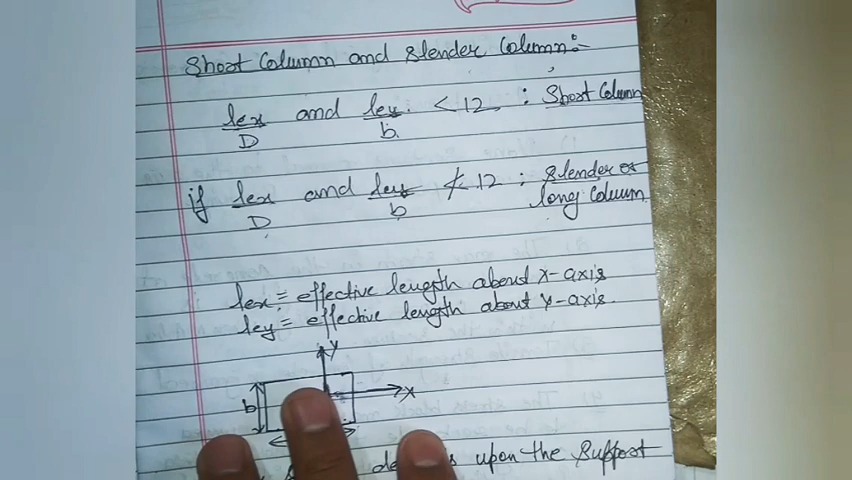 Short Column and Slender Column:-
lex/D and ley/b < 12 : Short Column
if lex/D and ley/b ≮ 12 : Slender or long Column
lex = effective length about x-axis
ley = effective length about y-axis.
y
x
b
upon the Support